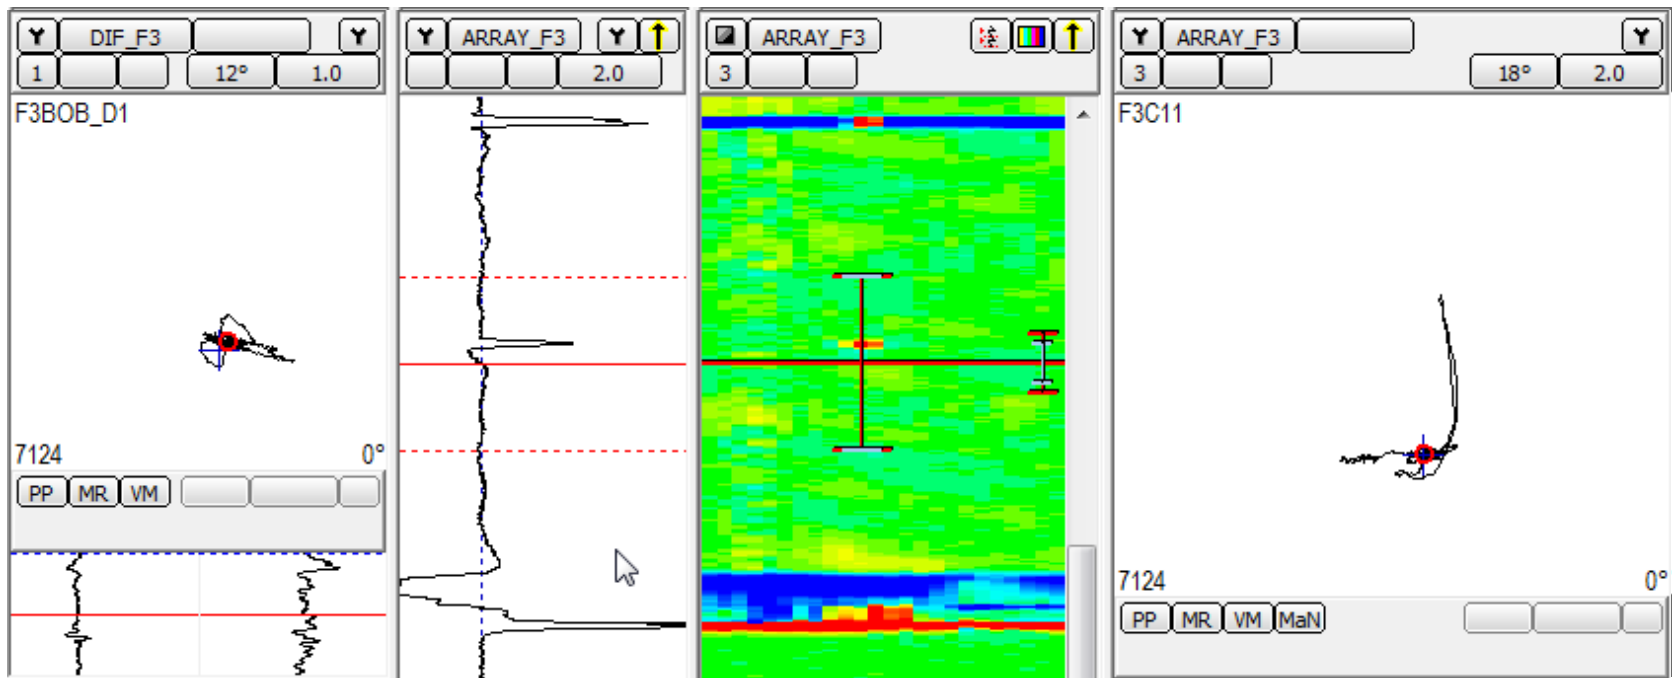 Y DIF_F3 Y
1 12° 1.0
F3BOB_D1
7124 0°
PP MR VM
Y ARRAY_F3 Y
2.0
ARRAY_F3
3
Y ARRAY_F3 Y
3 18° 2.0
F3C11
7124 0°
PP MR VM MaN